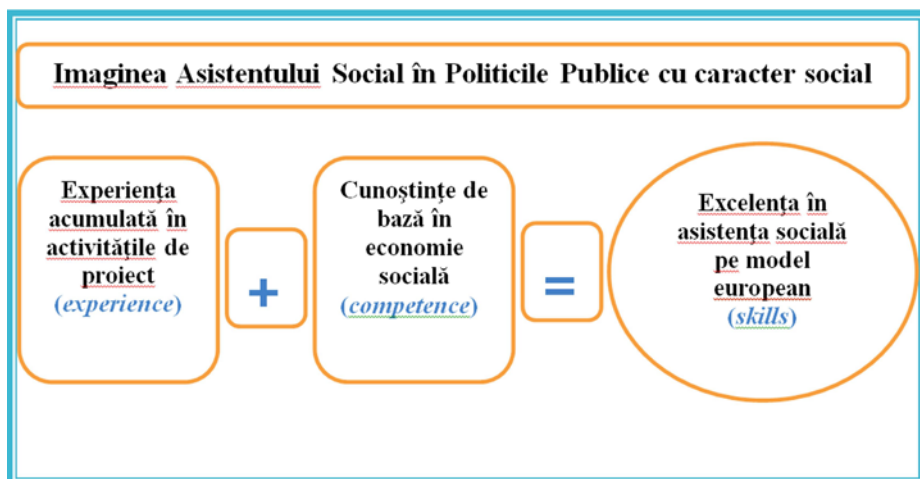 Imaginea Asistentului Social în Politicile Publice cu caracter social
Experienţa
acumulată în
activităţile de
proiect
(experience)
+
Cunoştinţe de
bază în
economie
socială
(competence)
=
Excelenţa în
asistenţa socială
pe model
european
(skills)